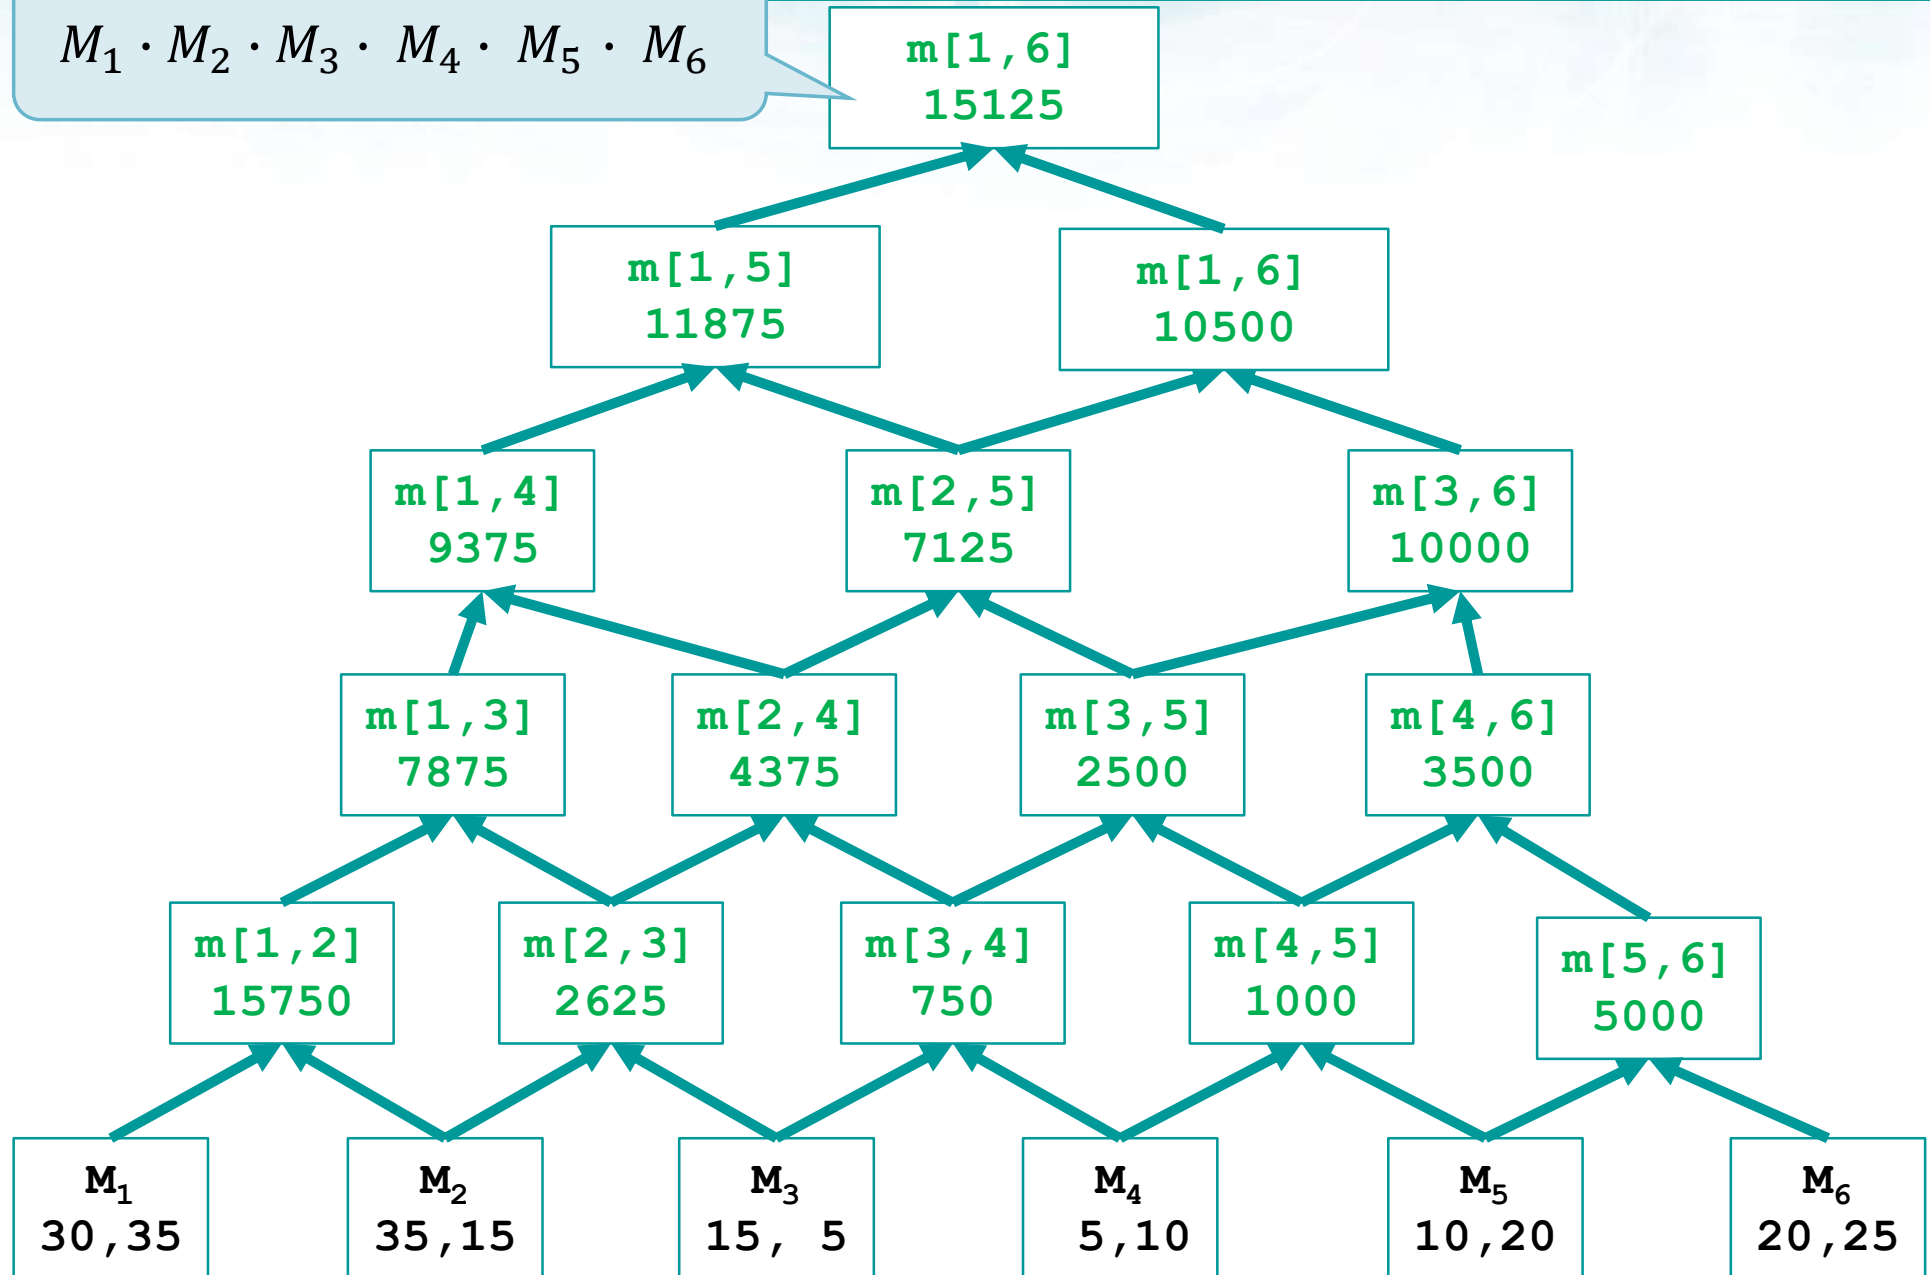 M₁ · M₂ · M₃ · M₄ · M₅ · M₆
m[1,6]
15125
m[1,5]
11875
m[1,6]
10500
m[1,4]
9375
m[2,5]
7125
m[3,6]
10000
m[1,3]
7875
m[2,4]
4375
m[3,5]
2500
m[4,6]
3500
m[1,2]
15750
m[2,3]
2625
m[3,4]
750
m[4,5]
1000
m[5,6]
5000
M₁
30,35
M₂
35,15
M₃
15, 5
M₄
5,10
M₅
10,20
M₆
20,25